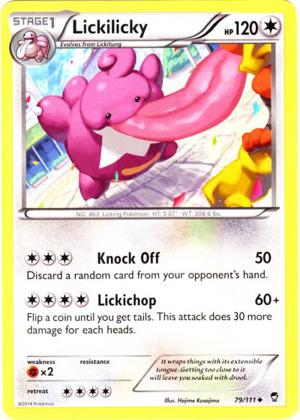 STAGE1
Lickilicky
HP 120
Evolves from Lickitung
NO. 463 Licking Pokémon HT. 5'07" WT. 308.6 lbs.
Knock Off 50
Discard a random card from your opponent's hand.
Lickichop 60+
Flip a coin until you get tails. This attack does 30 more
damage for each heads.
weakness resistance
×2
retreat
It wraps things with its extensible
tongue. Getting too close to it will
leave you soaked with drool.
Illus. Hajime Kusajima
79/111
©2014 Pokémon